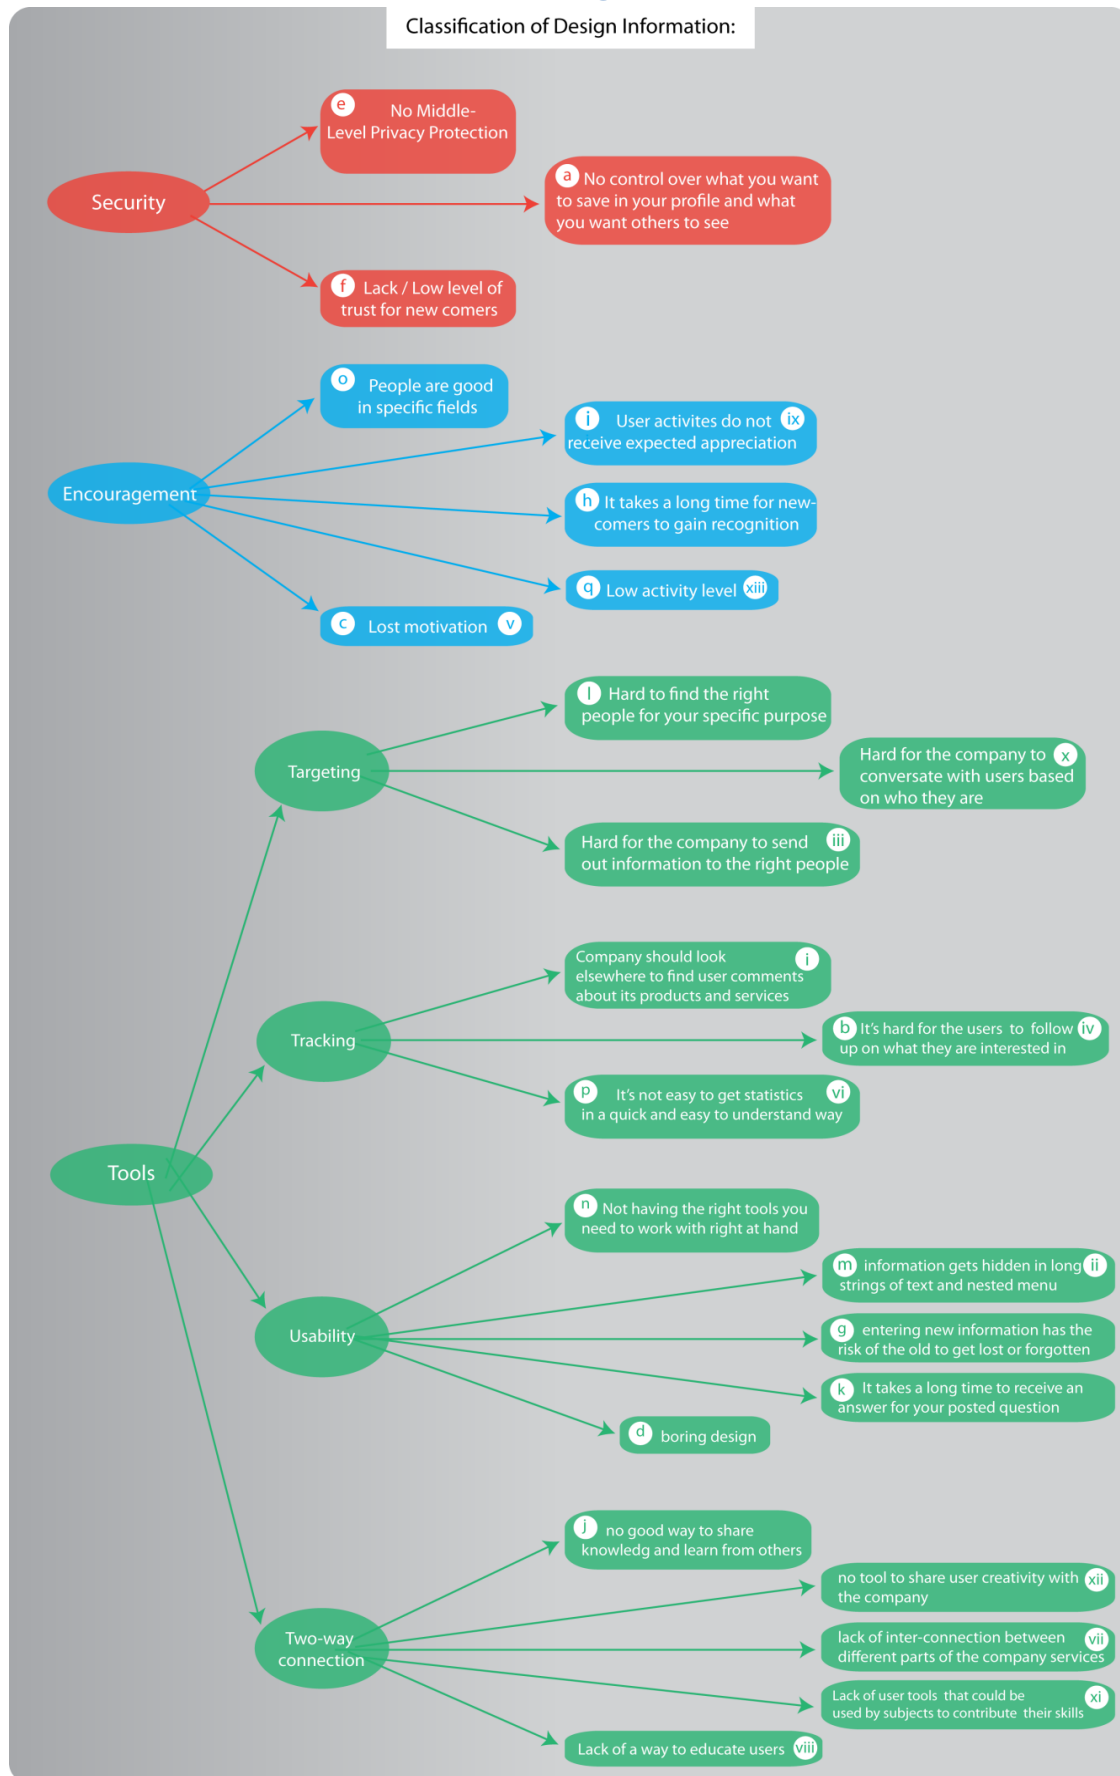 Classification of Design Information:
Security
e No Middle-
Level Privacy Protection
a No control over what you want
to save in your profile and what
you want others to see
f Lack / Low level of
trust for new comers
Encouragement
o People are good
in specific fields
i User activites do not ix
receive expected appreciation
h It takes a long time for new-
comers to gain recognition
q Low activity level xiii
c Lost motivation v
Tools
Targeting
l Hard to find the right
people for your specific purpose
Hard for the company to x
conversate with users based
on who they are
Hard for the company to send iii
out information to the right people
Tracking
Company should look i
elsewhere to find user comments
about its products and services
b It's hard for the users to follow iv
up on what they are interested in
p It's not easy to get statistics vi
in a quick and easy to understand way
Usability
n Not having the right tools you
need to work with right at hand
m information gets hidden in long ii
strings of text and nested menu
g entering new information has the
risk of the old to get lost or forgotten
k It takes a long time to receive an
answer for your posted question
d boring design
Two-way
connection
j no good way to share
knowledg and learn from others
no tool to share user creativity with xii
the company
lack of inter-connection between vii
different parts of the company services
Lack of user tools that could be xi
used by subjects to contribute their skills
Lack of a way to educate users viii